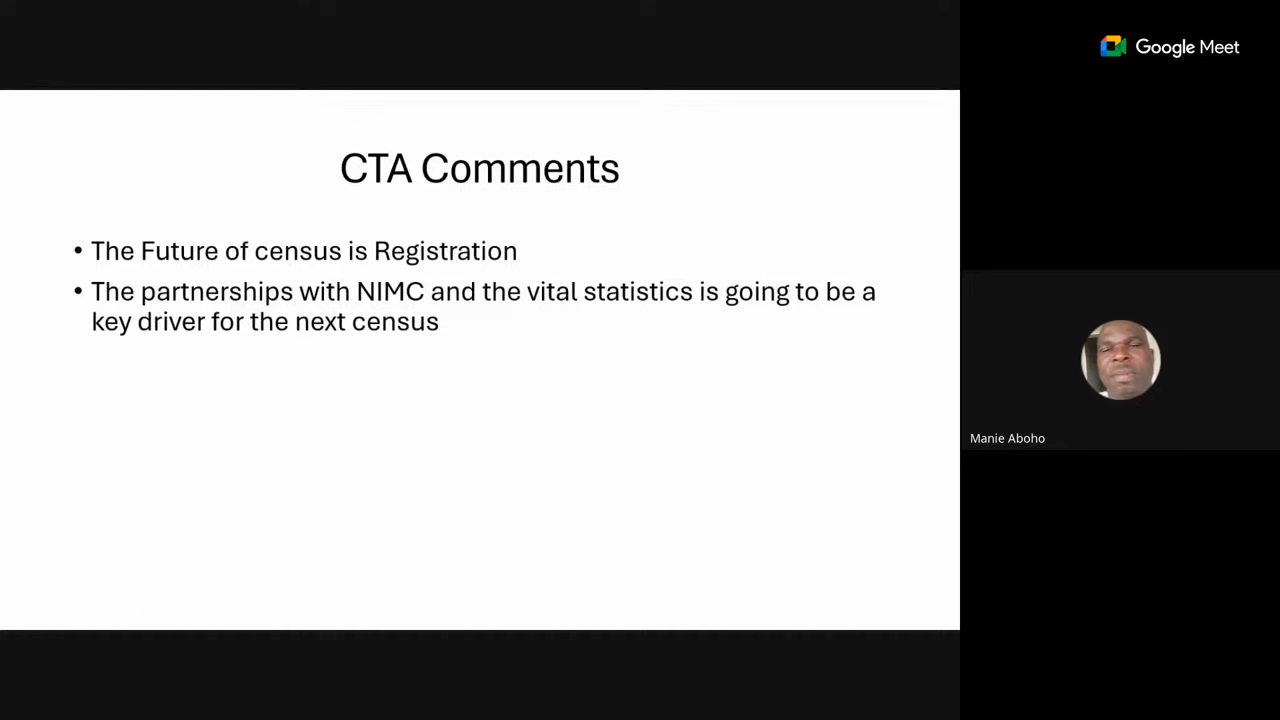 Google Meet
CTA Comments
• The Future of census is Registration
• The partnerships with NIMC and the vital statistics is going to be a
key driver for the next census
Manie Aboho